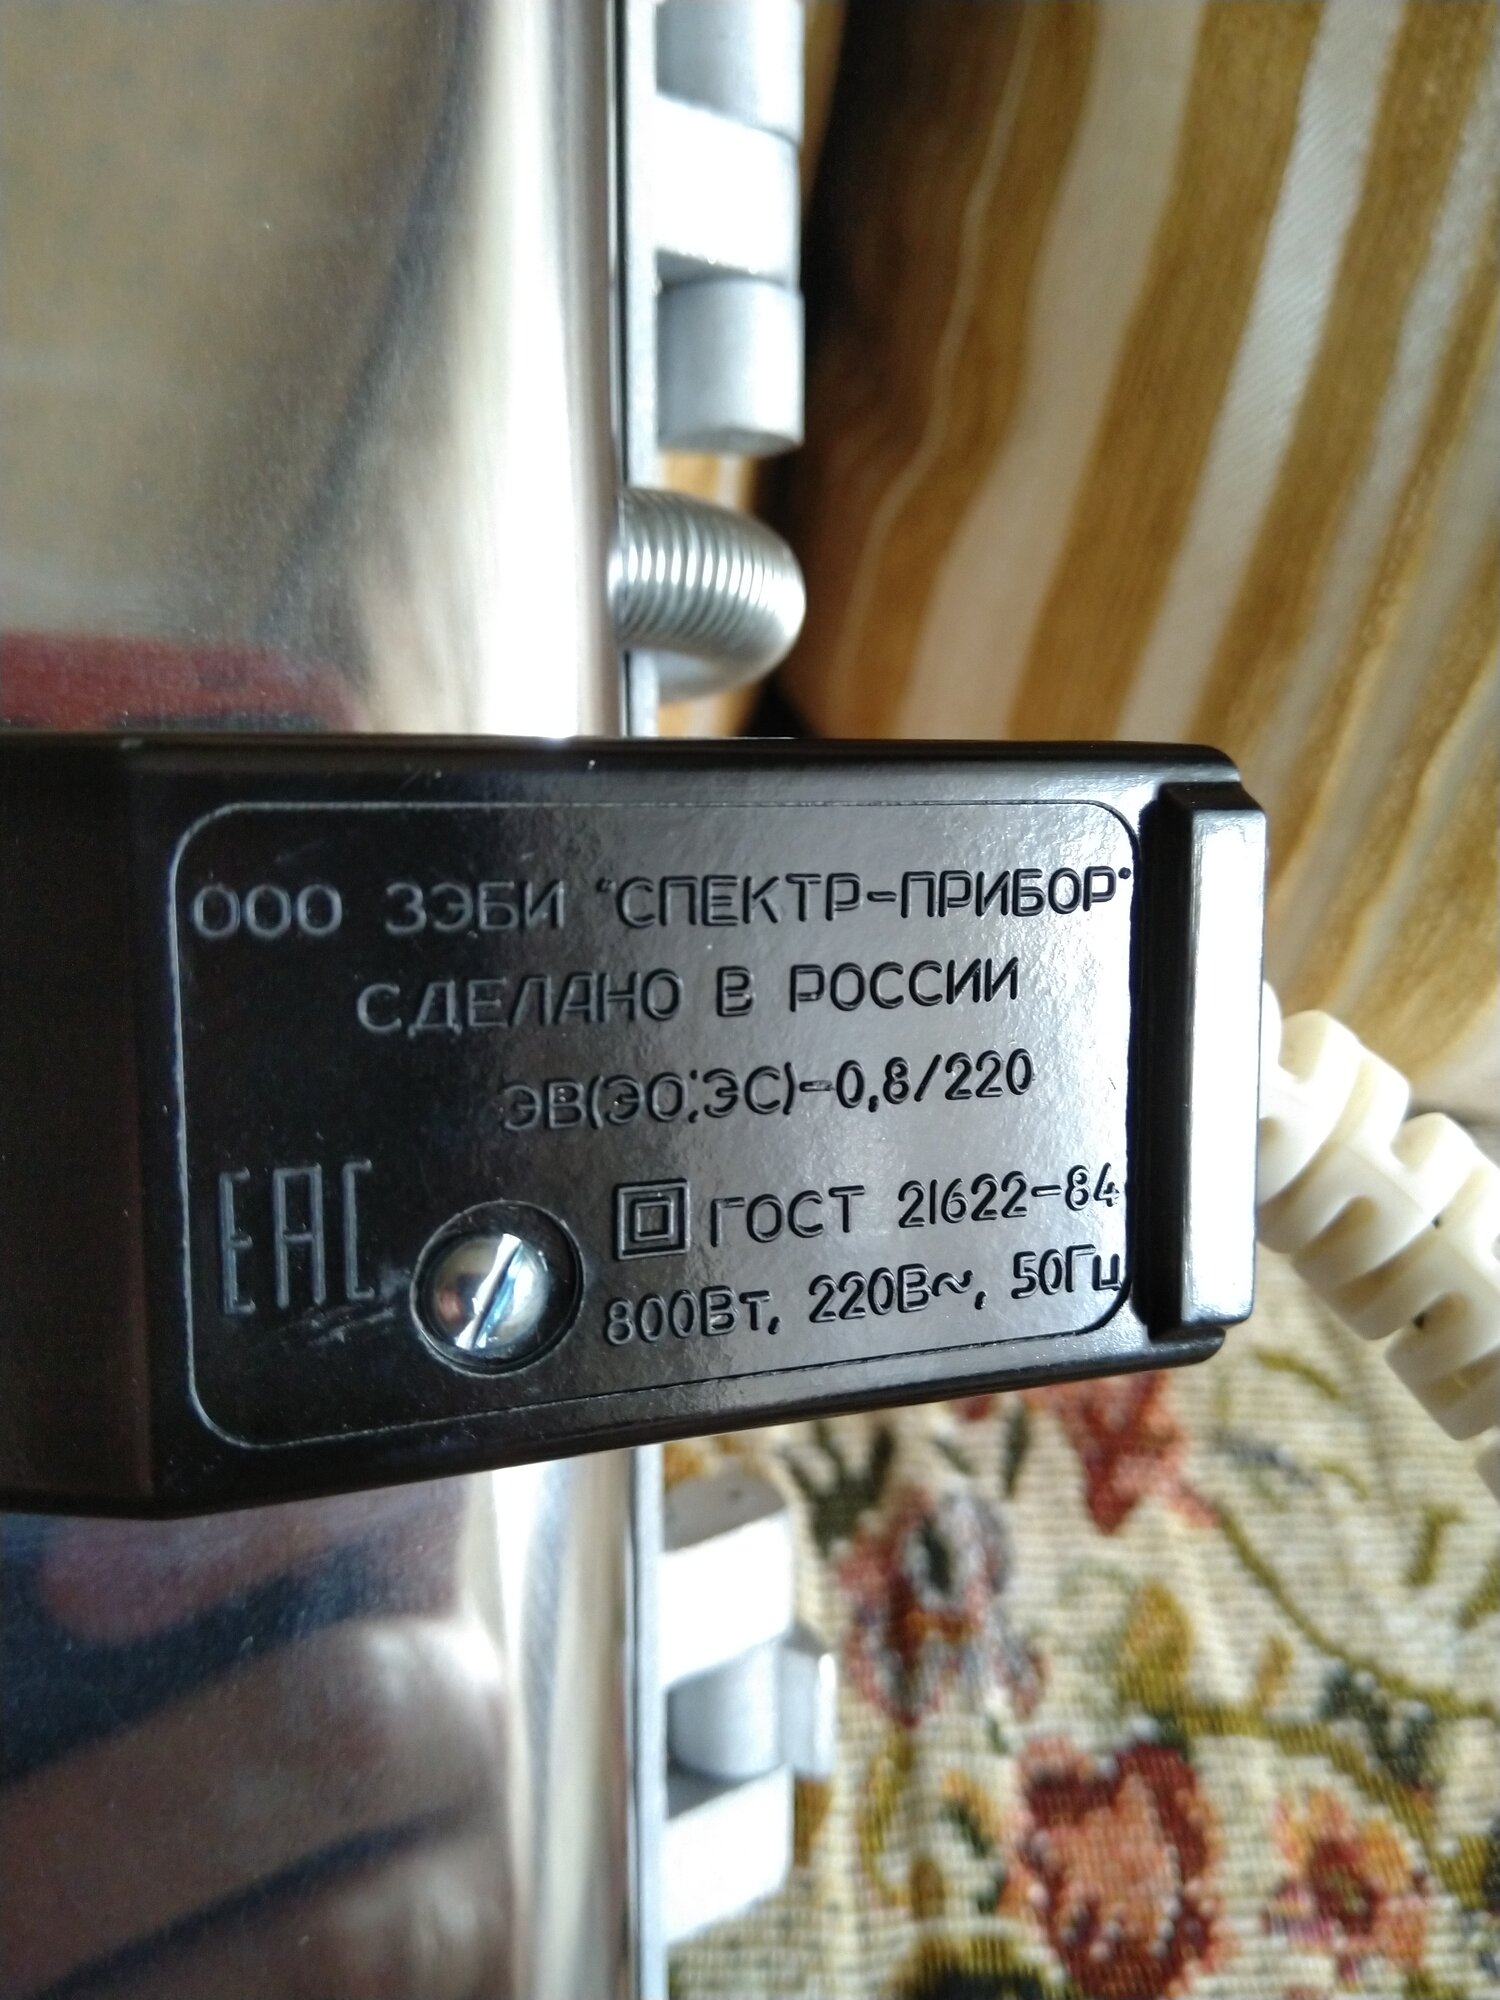 ООО ЗЭБИ "СПЕКТР-ПРИБОР"
СДЕЛАНО В РОССИИ
ЭВ(ЭО;ЭС)-0,8/220
ЕАС
ГОСТ 21622-84
800Вт, 220В~, 50Гц